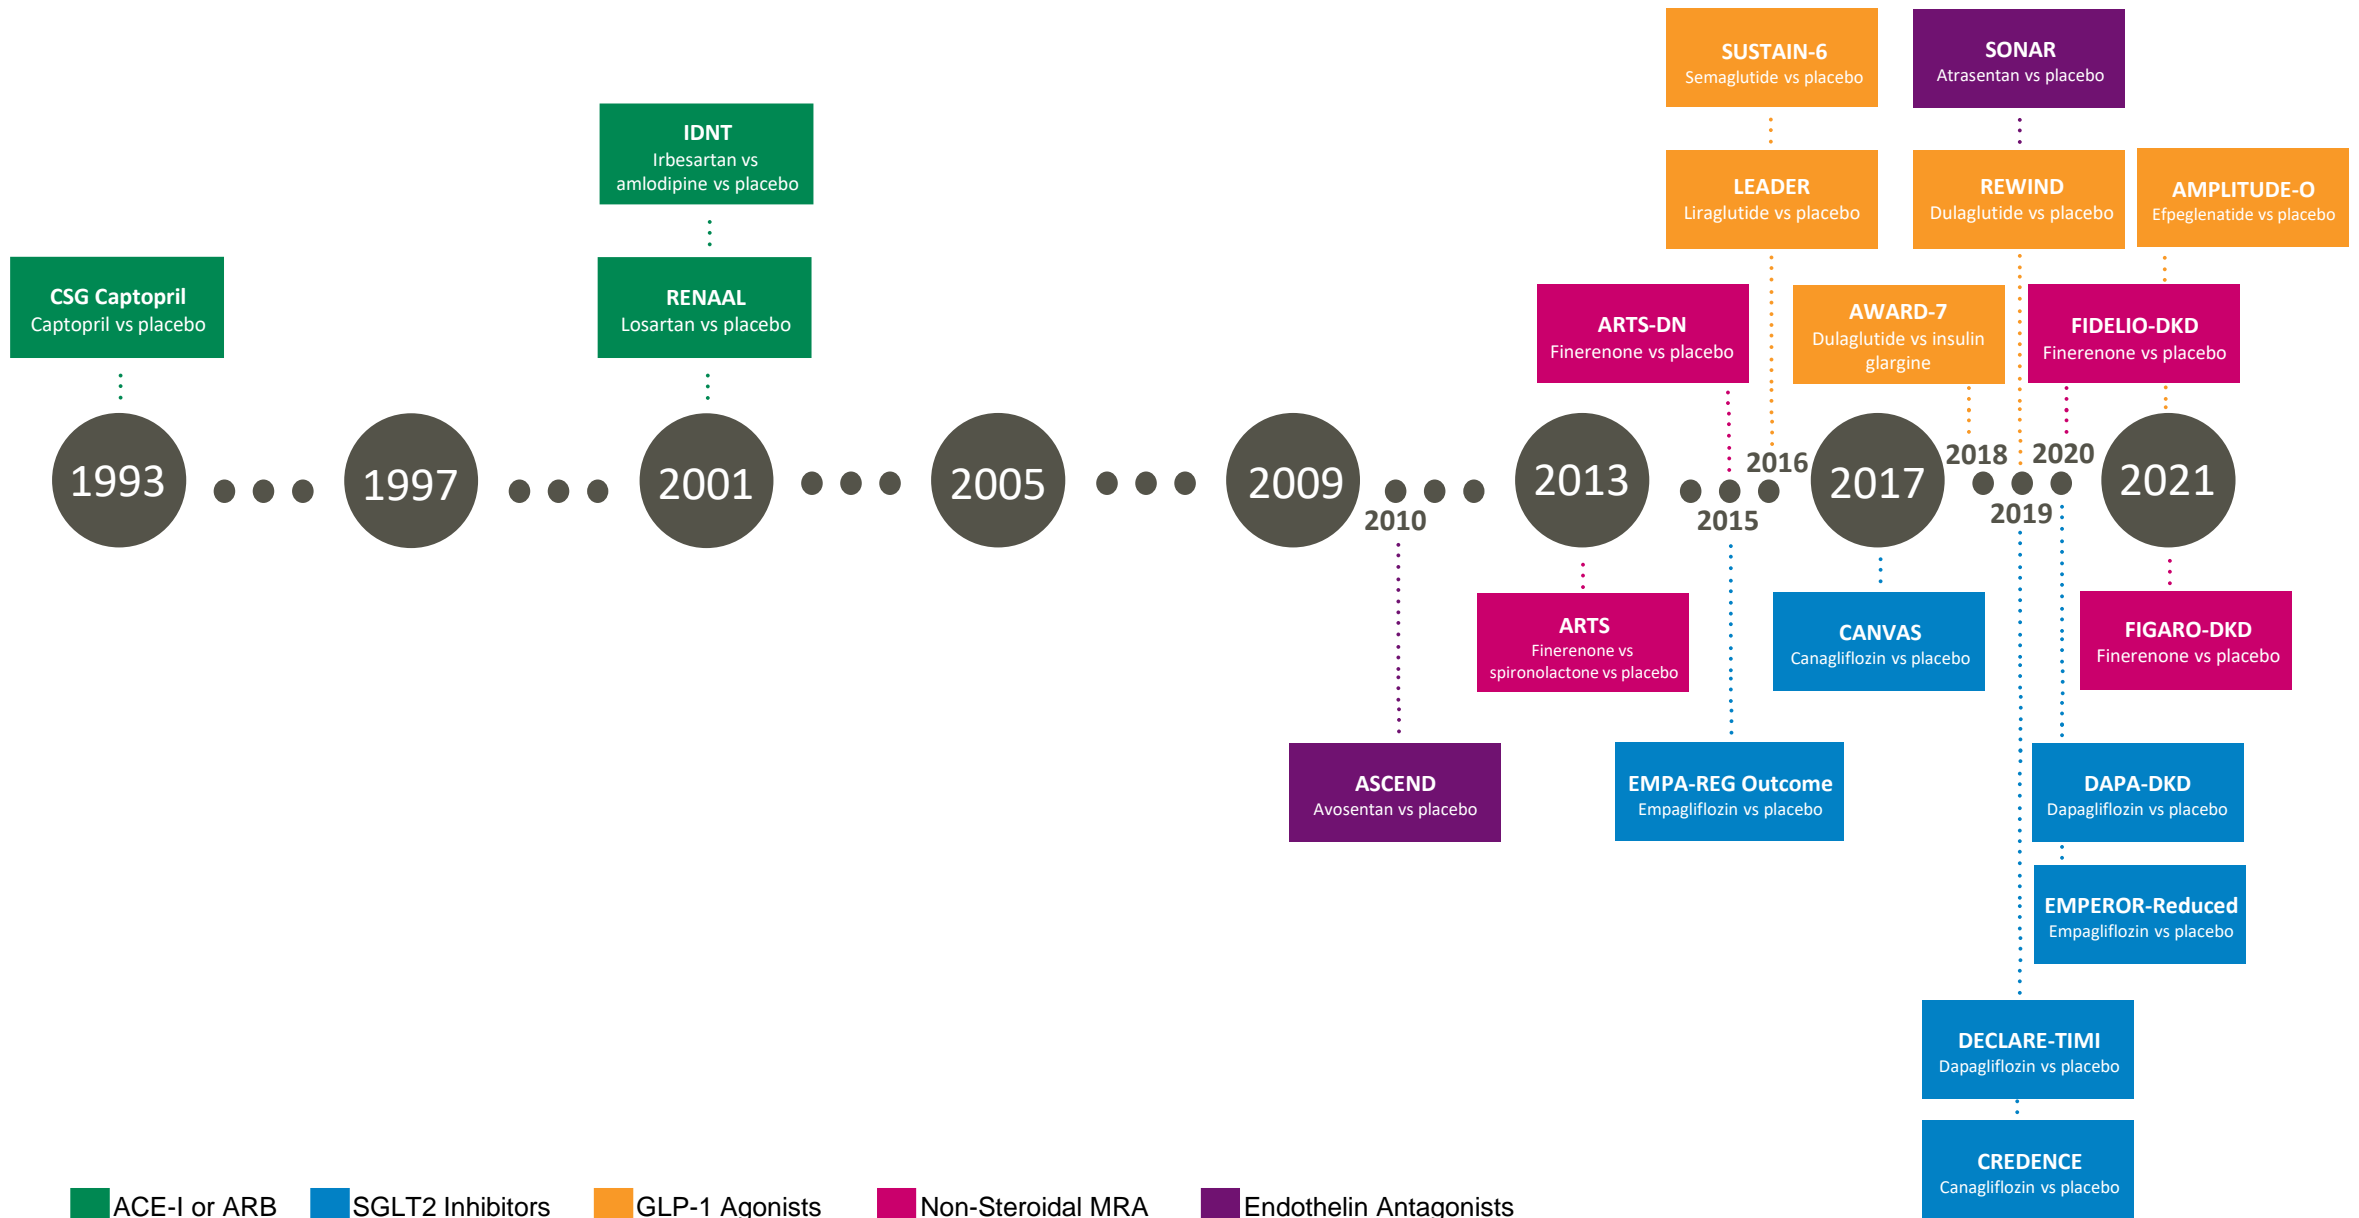 SUSTAIN-6
Semaglutide vs placebo
SONAR
Atrasentan vs placebo
IDNT
Irbesartan vs
amlodipine vs placebo
LEADER
Liraglutide vs placebo
REWIND
Dulaglutide vs placebo
AMPLITUDE-O
Efpeglenatide vs placebo
CSG Captopril
Captopril vs placebo
RENAAL
Losartan vs placebo
ARTS-DN
Finerenone vs placebo
AWARD-7
Dulaglutide vs insulin
glargine
FIDELIO-DKD
Finerenone vs placebo
1993
1997
2001
2005
2009
2010
2013
2015
2016
2017
2018
2019
2020
2021
ARTS
Finerenone vs
spironolactone vs placebo
CANVAS
Canagliflozin vs placebo
FIGARO-DKD
Finerenone vs placebo
ASCEND
Avosentan vs placebo
EMPA-REG Outcome
Empagliflozin vs placebo
DAPA-DKD
Dapagliflozin vs placebo
EMPEROR-Reduced
Empagliflozin vs placebo
DECLARE-TIMI
Dapagliflozin vs placebo
CREDENCE
Canagliflozin vs placebo
ACE-I or ARB
SGLT2 Inhibitors
GLP-1 Agonists
Non-Steroidal MRA
Endothelin Antagonists